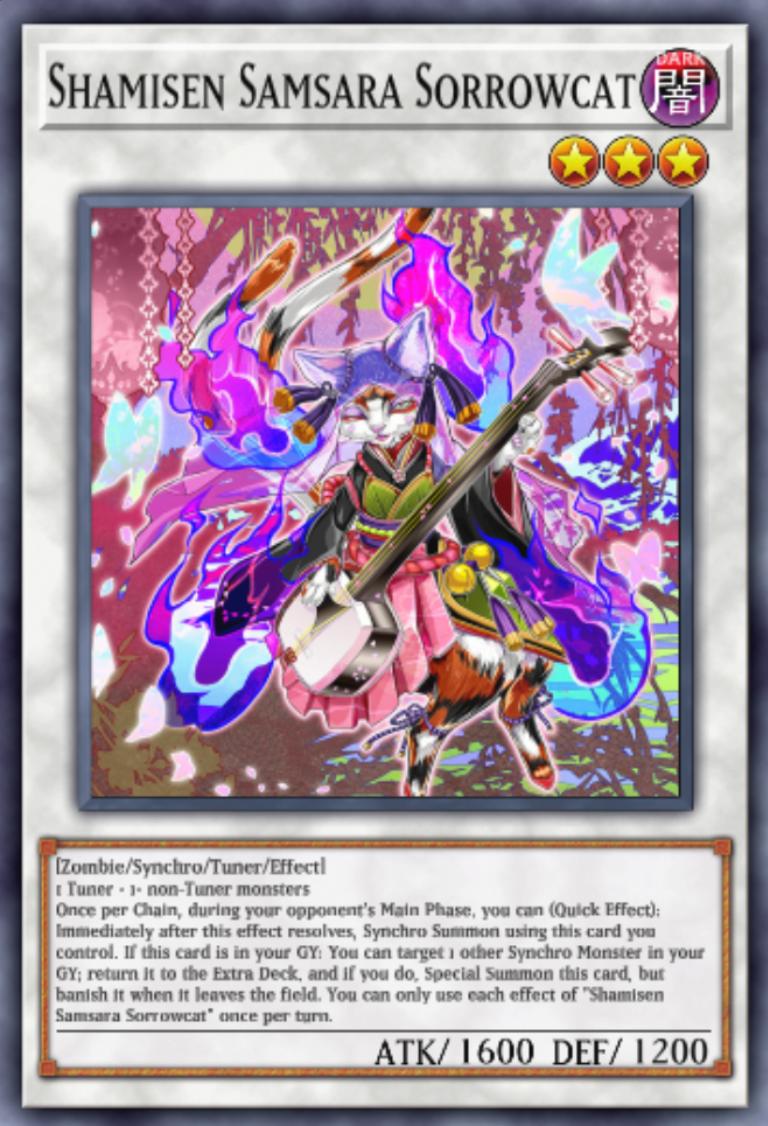 SHAMISEN SAMSARA SORROWCAT
DARK
闇
[Zombie/Synchro/Tuner/Effect]
1 Tuner + 1+ non-Tuner monsters
Once per Chain, during your opponent's Main Phase, you can (Quick Effect):
Immediately after this effect resolves, Synchro Summon using this card you
control. If this card is in your GY: You can target 1 other Synchro Monster in your
GY; return it to the Extra Deck, and if you do, Special Summon this card, but
banish it when it leaves the field. You can only use each effect of "Shamisen
Samsara Sorrowcat" once per turn.
ATK/ 1600 DEF/ 1200